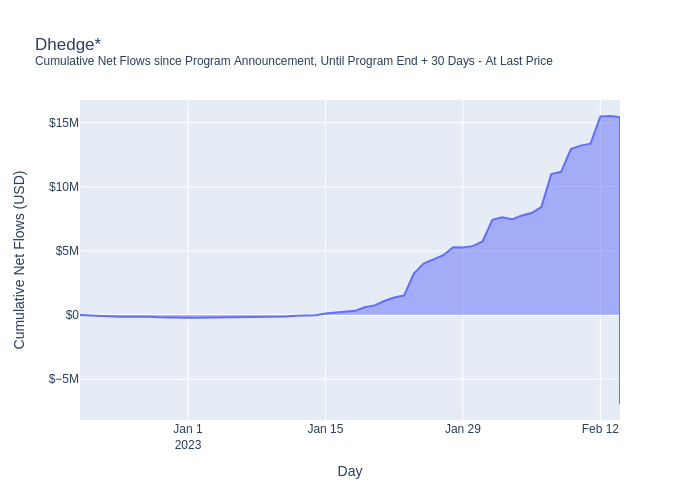 Dhedge*
Cumulative Net Flows since Program Announcement, Until Program End + 30 Days - At Last Price
Cumulative Net Flows (USD)
$15M
$10M
$5M
$0
$−5M
Jan 1
2023
Jan 15
Jan 29
Feb 12
Day